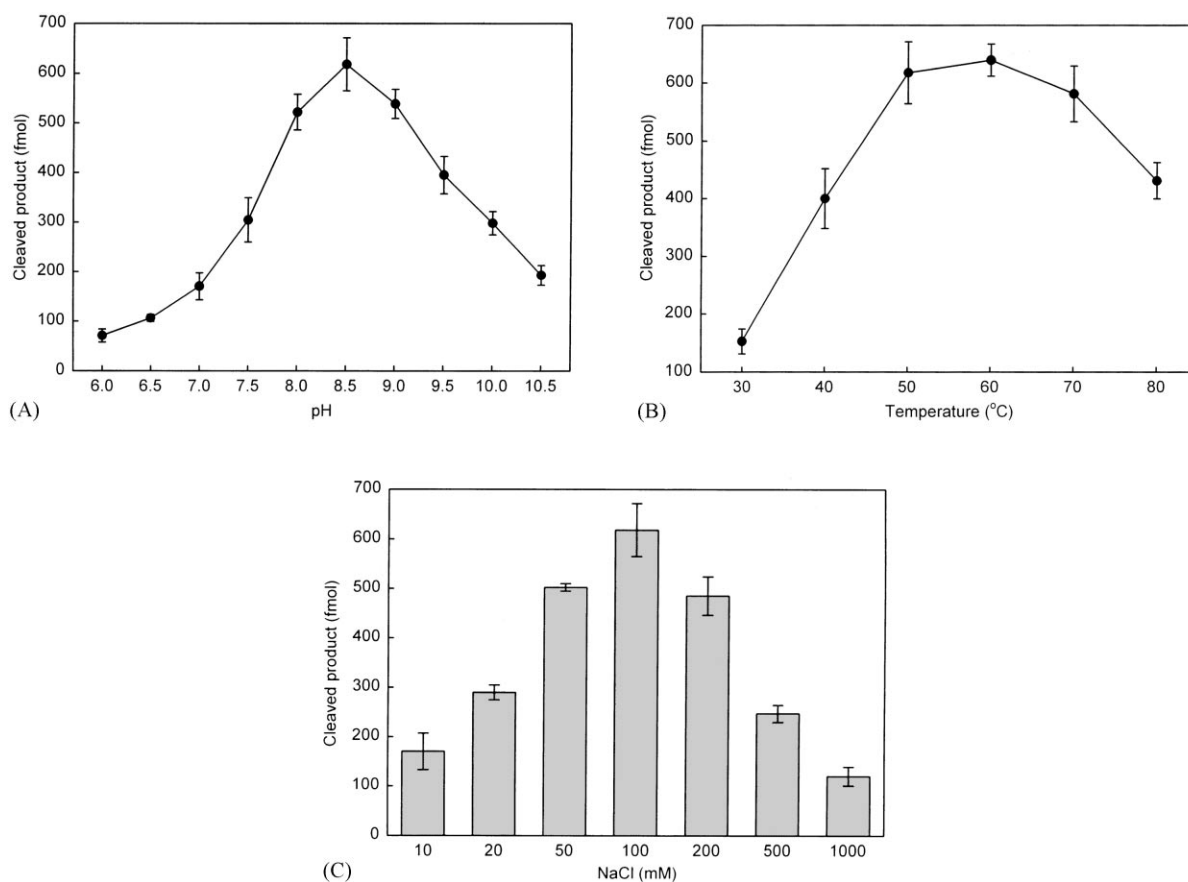 700
600
500
400
300
200
100
0
Cleaved product (fmol)
6.0 6.5 7.0 7.5 8.0 8.5 9.0 9.5 10.0 10.5
pH
(A)
700
600
500
400
300
200
100
Cleaved product (fmol)
30 40 50 60 70 80
Temperature (°C)
(B)
700
600
500
400
300
200
100
0
Cleaved product (fmol)
10 20 50 100 200 500 1000
NaCl (mM)
(C)